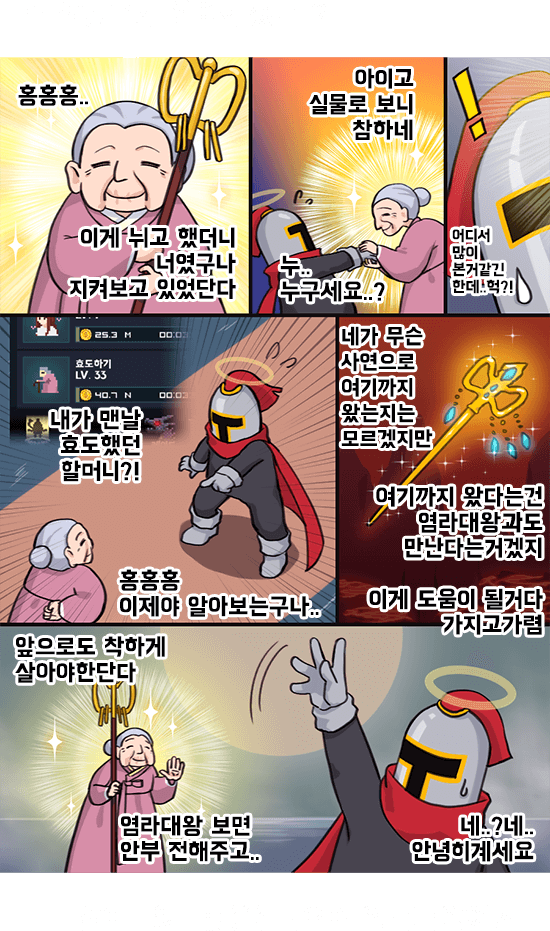 홍홍홍..
이게 뉘고 했더니
너였구나
지켜보고 있었단다
아이고
실물로 보니
참하네
누..
누구세요..?
!
어디서
많이
본거같긴
한데..헉?!
25.3 M
00:0
효도하기
LV. 33
40.7 N
00:0
내가 맨날
효도했던
할머니?!
홍홍홍
이제야 알아보는구나..
네가 무슨
사연으로
여기까지
왔는지는
모르겠지만
여기까지 왔다는건
염라대왕과도
만난다는거겠지
이게 도움이 될거다
가지고가렴
앞으로도 착하게
살아야한단다
염라대왕 보면
안부 전해주고..
네..?네..
안녕히계세요